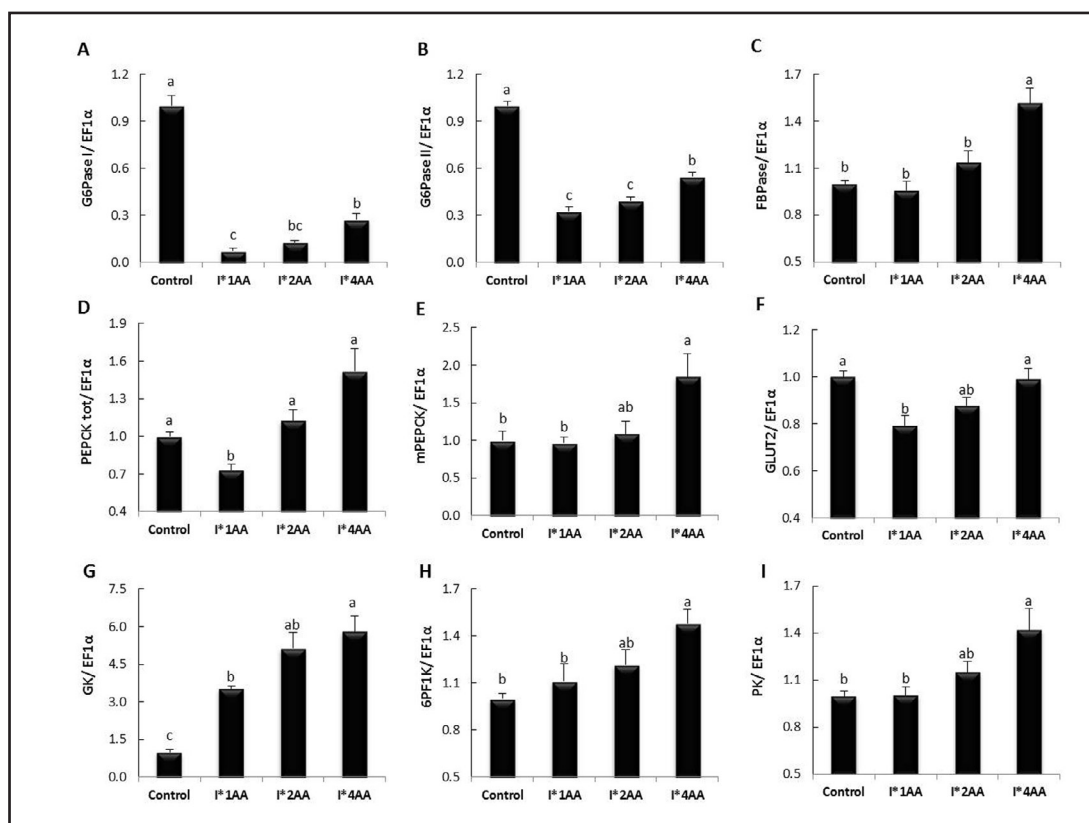 A
G6Pase I/ EF1α
1.2
0.9
0.6
0.3
0.0
a
c
bc
b
Control
I*1AA
I*2AA
I*4AA
B
G6Pase II/ EF1α
1.2
0.9
0.6
0.3
0.0
a
c
c
b
Control
I*1AA
I*2AA
I*4AA
C
FBPase/ EF1α
1.7
1.4
1.1
0.8
0.5
b
b
b
a
Control
I*1AA
I*2AA
I*4AA
D
PEPCK tot/ EF1α
1.9
1.6
1.3
1.0
0.7
0.4
a
b
a
a
Control
I*1AA
I*2AA
I*4AA
E
mPEPCK/ EF1α
2.5
2.0
1.5
1.0
0.5
0.0
b
b
ab
a
Control
I*1AA
I*2AA
I*4AA
F
GLUT2/ EF1α
1.2
1.0
0.8
0.6
0.4
a
b
ab
a
Control
I*1AA
I*2AA
I*4AA
G
GK/ EF1α
7.5
6.0
4.5
3.0
1.5
0.0
c
b
ab
a
Control
I*1AA
I*2AA
I*4AA
H
6PF1K/ EF1α
1.7
1.4
1.1
0.8
0.5
b
b
ab
a
Control
I*1AA
I*2AA
I*4AA
I
PK/ EF1α
1.7
1.4
1.1
0.8
0.5
b
b
ab
a
Control
I*1AA
I*2AA
I*4AA